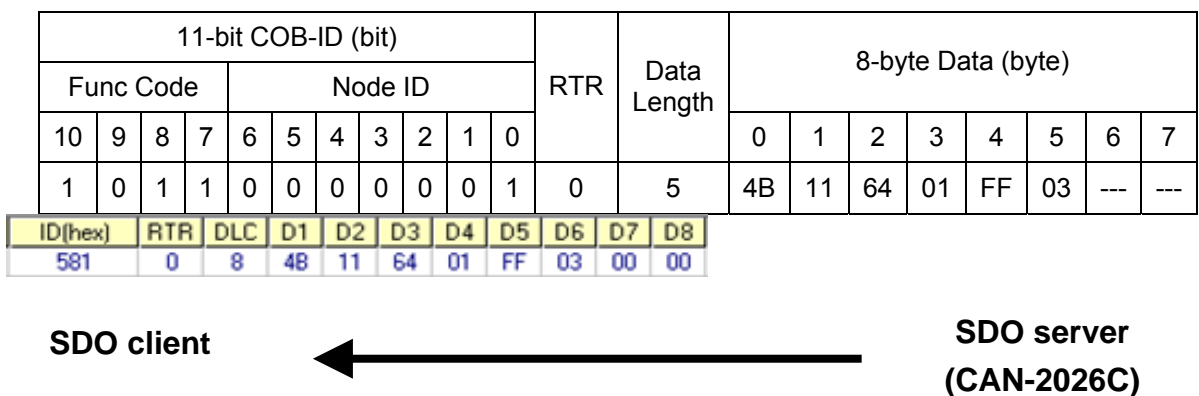 11-bit COB-ID (bit) RTR Data Length 8-byte Data (byte)
Func Code Node ID
10 9 8 7 6 5 4 3 2 1 0 0 1 2 3 4 5 6 7
1 0 1 1 0 0 0 0 0 0 1 0 5 4B 11 64 01 FF 03 --- ---
ID(hex) RTR DLC D1 D2 D3 D4 D5 D6 D7 D8
581 0 8 4B 11 64 01 FF 03 00 00
SDO client
SDO server
(CAN-2026C)